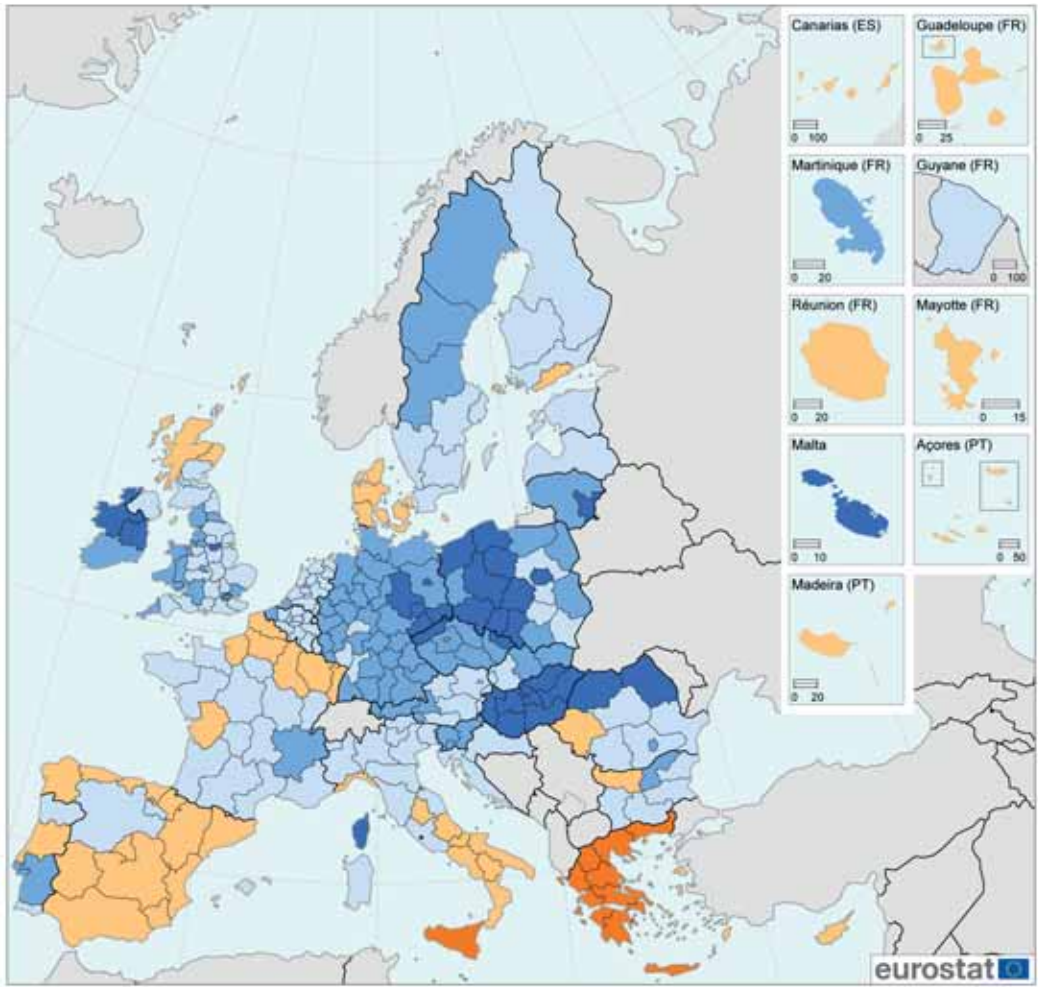 Canarias (ES)
0 100
Guadeloupe (FR)
0 25
Martinique (FR)
0 20
Guyane (FR)
0 100
Réunion (FR)
0 20
Mayotte (FR)
0 15
Malta
0 10
Açores (PT)
0 50
Madeira (PT)
0 20
eurostat